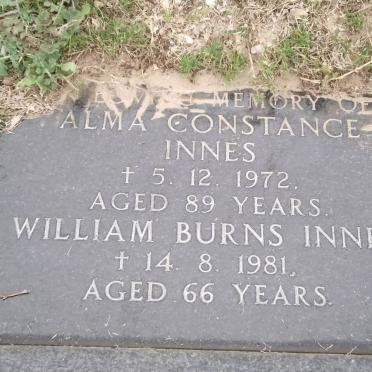 MEMORY OF
ALMA CONSTANCE
INNES
† 5. 12. 1972.
AGED 89 YEARS.
WILLIAM BURNS INNE
† 14. 8. 1981,
AGED 66 YEARS.